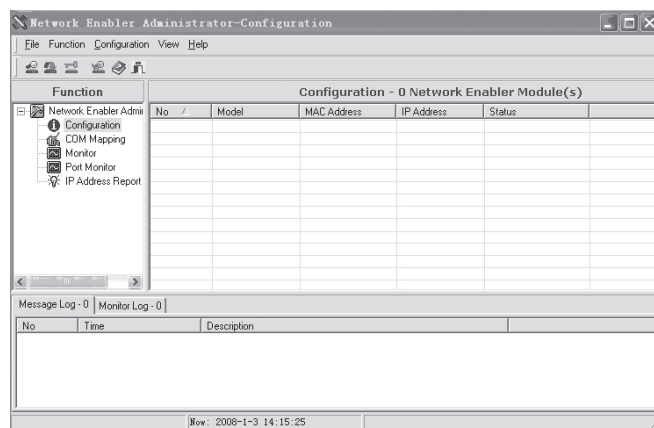 Network Enabler Administrator-Configuration
File Function Configuration View Help
Function
Configuration - 0 Network Enabler Module(s)
Network Enabler Admi
Configuration
COM Mapping
Monitor
Port Monitor
IP Address Report
No Model MAC Address IP Address Status
Message Log - 0 Monitor Log - 0
No Time Description
Now: 2008-1-3 14:15:25